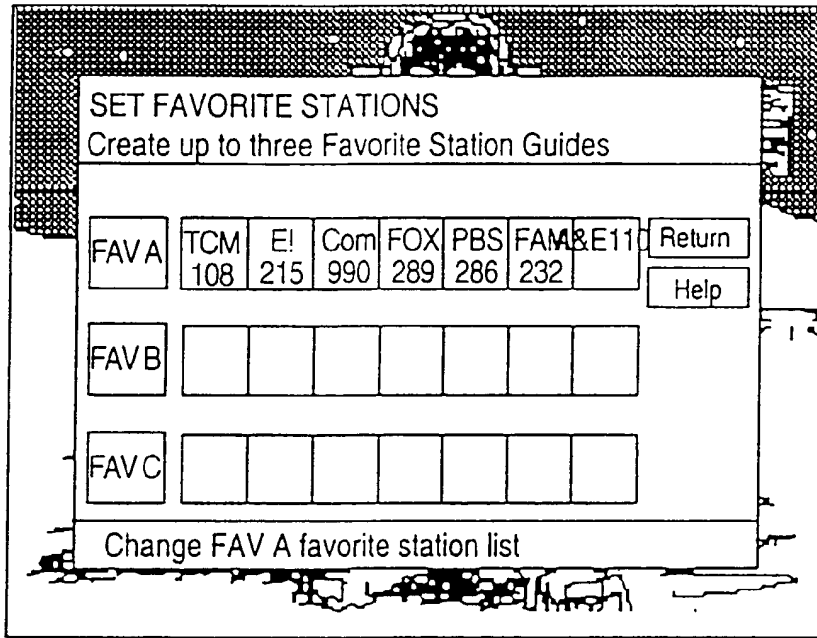 SET FAVORITE STATIONS
Create up to three Favorite Station Guides
FAV A TCM E! Com FOX PBS FAM A&E110 Return
108 215 990 289 286 232
Help
FAV B
FAV C
Change FAV A favorite station list